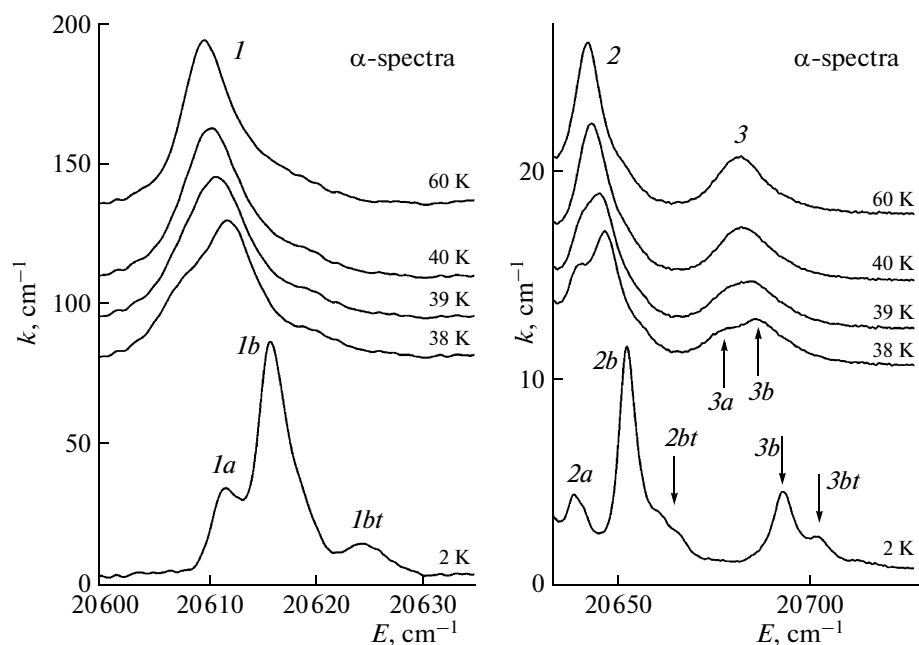 200
150
100
50
0
k, cm⁻¹
1
α-spectra
60 K
40 K
39 K
38 K
1b
1a
1bt
2 K
20600
20610
20620
20630
E, cm⁻¹
20
10
0
k, cm⁻¹
2
α-spectra
3
60 K
40 K
39 K
38 K
3a
3b
2b
2bt
2a
3b
3bt
2 K
20650
20700
E, cm⁻¹